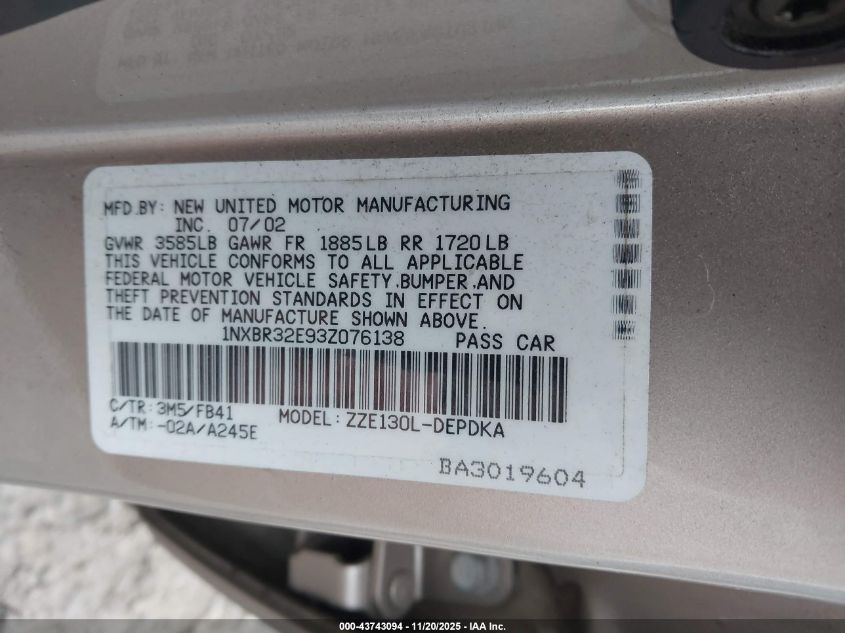 MFD.BY: NEW UNITED MOTOR MANUFACTURING
INC. 07/02
GVWR 3585LB GAWR FR 1885LB RR 1720LB
THIS VEHICLE CONFORMS TO ALL APPLICABLE
FEDERAL MOTOR VEHICLE SAFETY.BUMPER.AND
THEFT PREVENTION STANDARDS IN EFFECT ON
THE DATE OF MANUFACTURE SHOWN ABOVE.
1NXBR32E93Z076138 PASS CAR
C/TR: 3M5/FB41 MODEL: ZZE130L-DEPDKA
A/TM: -02A/A245E
BA3019604
000-43743094 - 11/20/2025 - IAA Inc.